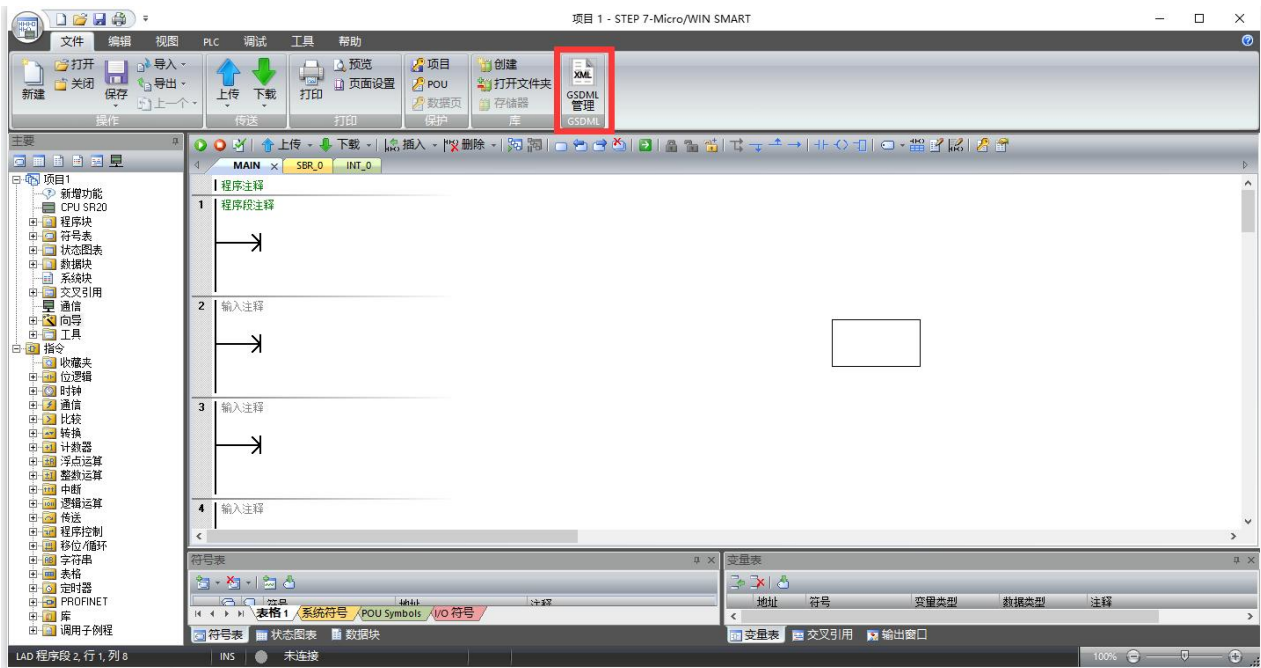 项目 1 - STEP 7-Micro/WIN SMART
文件 编辑 视图 PLC 调试 工具 帮助
新建 打开 关闭 保存 导入 导出 上一个
上传 下载
打印 预览 页面设置
项目 POU 数据页
创建 打开文件夹 存储器
XML
GSDML
管理
操作 传送 打印 保护 库 GSDML
主要
上传 下载 插入 删除
MAIN SBR_0 INT_0
项目1
新增功能
CPU SR20
程序块
符号表
状态图表
数据块
系统块
交叉引用
通信
向导
工具
指令
收藏夹
位逻辑
时钟
通信
比较
转换
计数器
浮点运算
整数运算
中断
逻辑运算
传送
程序控制
移位/循环
字符串
表格
定时器
PROFINET
库
调用子例程
程序注释
1 程序段注释
2 输入注释
3 输入注释
4 输入注释
符号表
符号 地址 注释
表格 1 系统符号 POU Symbols I/O 符号
符号表 状态图表 数据块
变量表
地址 符号 变量类型 数据类型 注释
变量表 交叉引用 输出窗口
LAD 程序段 2, 行 1, 列 8 INS 未连接 100%